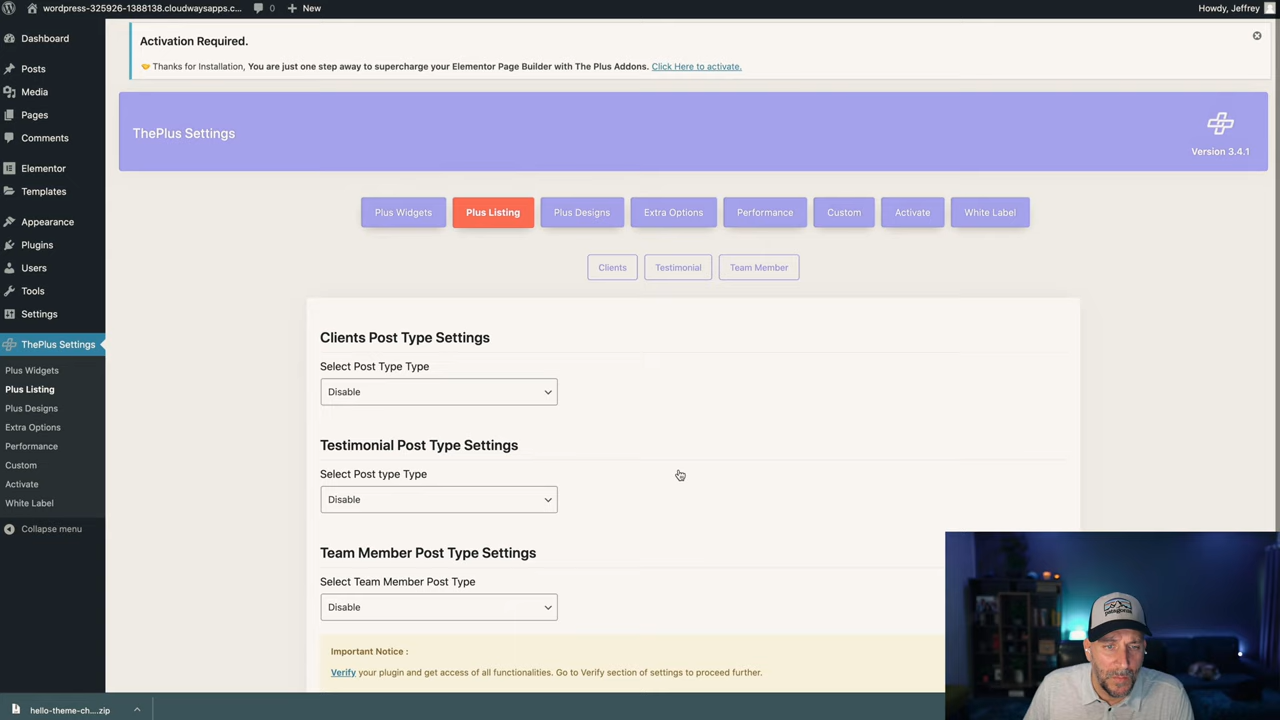 wordpress-325926-1388138.cloudwaysapps.c...
0
New
Howdy, Jeffrey
Dashboard
Posts
Media
Pages
Comments
Elementor
Templates
Appearance
Plugins
Users
Tools
Settings
ThePlus Settings
Plus Widgets
Plus Listing
Plus Designs
Extra Options
Performance
Custom
Activate
White Label
Collapse menu
Activation Required.
🤝 Thanks for Installation, You are just one step away to supercharge your Elementor Page Builder with The Plus Addons. Click Here to activate.
ThePlus Settings
Version 3.4.1
Plus Widgets
Plus Listing
Plus Designs
Extra Options
Performance
Custom
Activate
White Label
Clients
Testimonial
Team Member
Clients Post Type Settings
Select Post Type Type
Disable
Testimonial Post Type Settings
Select Post type Type
Disable
Team Member Post Type Settings
Select Team Member Post Type
Disable
Important Notice :
Verify your plugin and get access of all functionalities. Go to Verify section of settings to proceed further.
hello-theme-ch....zip